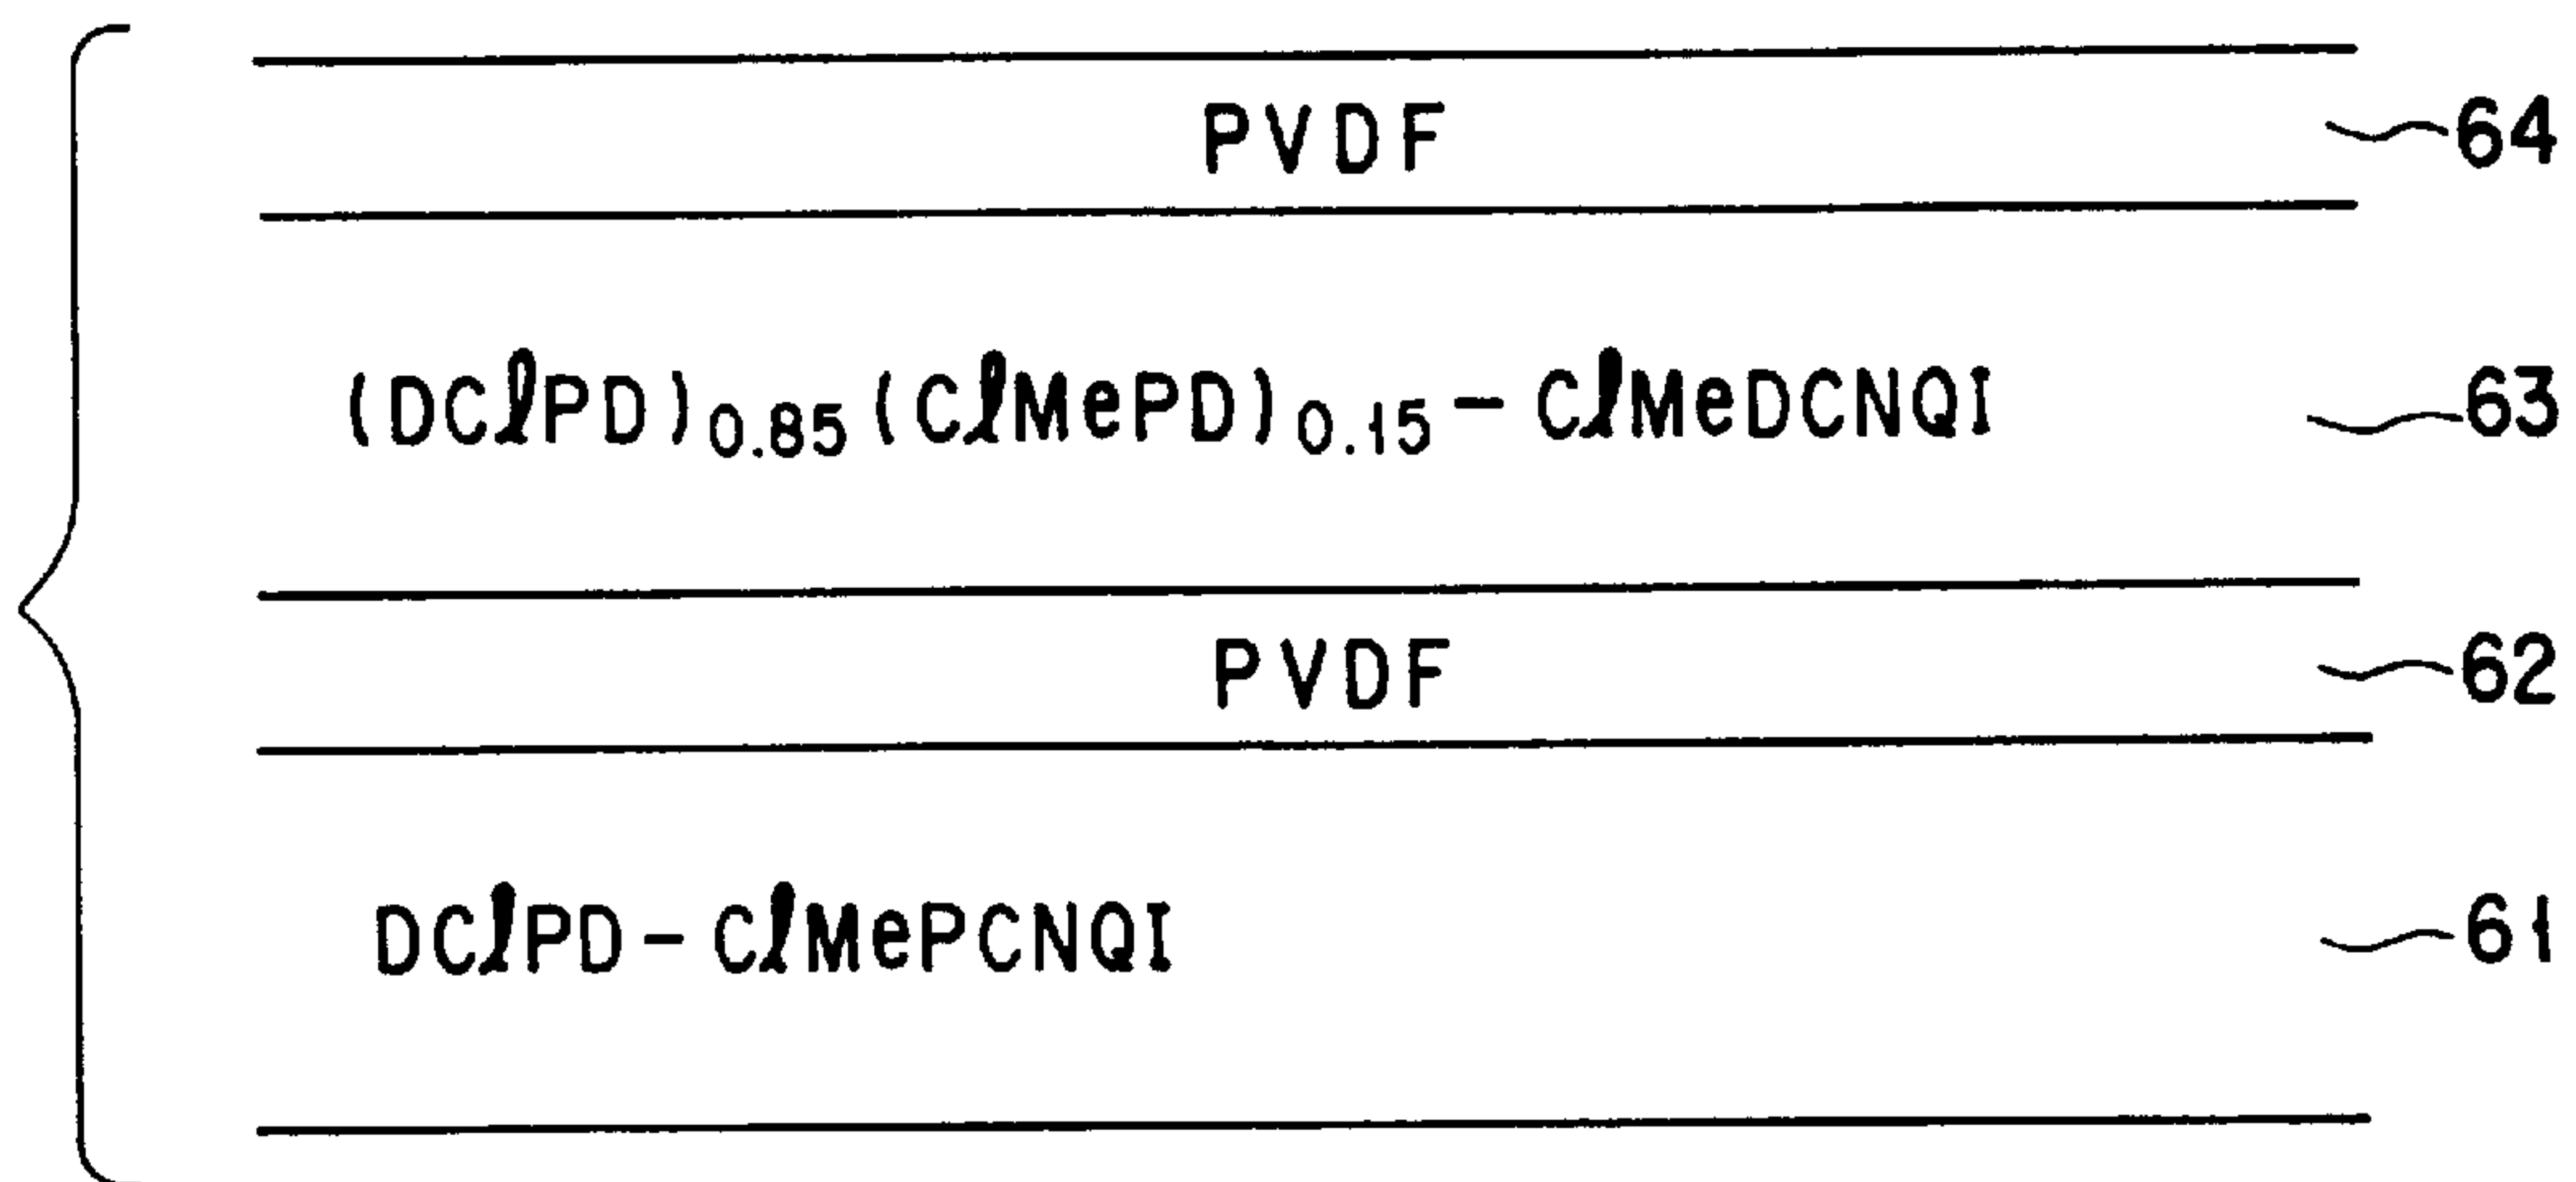 PVDF 64
(DClPD)0.85 (ClMePD)0.15 - ClMeDCNQI 63
PVDF 62
DClPD - ClMePCNQI 61